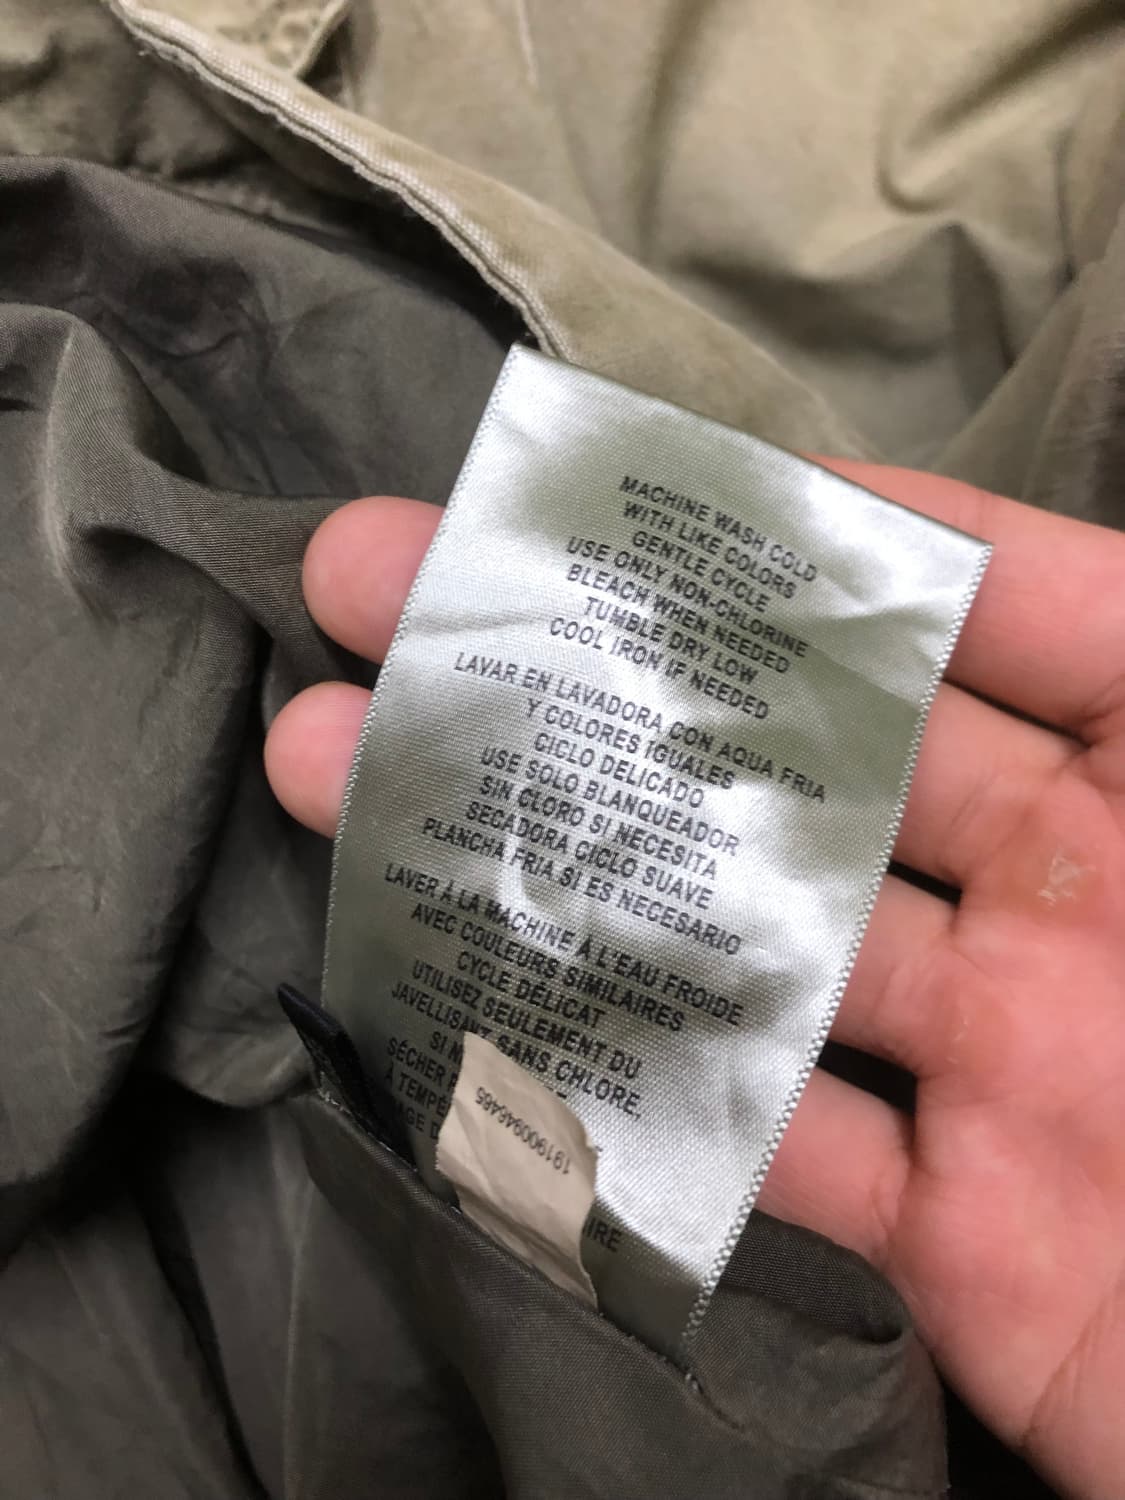 MACHINE WASH COLD
WITH LIKE COLORS
GENTLE CYCLE
USE ONLY NON-CHLORINE
BLEACH WHEN NEEDED
TUMBLE DRY LOW
COOL IRON IF NEEDED
LAVAR EN LAVADORA CON AQUA FRIA
Y COLORES IGUALES
CICLO DELICADO
USE SOLO BLANQUEADOR
SIN CLORO SI NECESITA
SECADORA CICLO SUAVE
PLANCHA FRIA SI ES NECESARIO
LAVER À LA MACHINE À L'EAU FROIDE
AVEC COULEURS SIMILAIRES
CYCLE DÉLICAT
UTILISEZ SEULEMENT DU
JAVELLISANT SANS CHLORE,
SI
SÉCHER
À